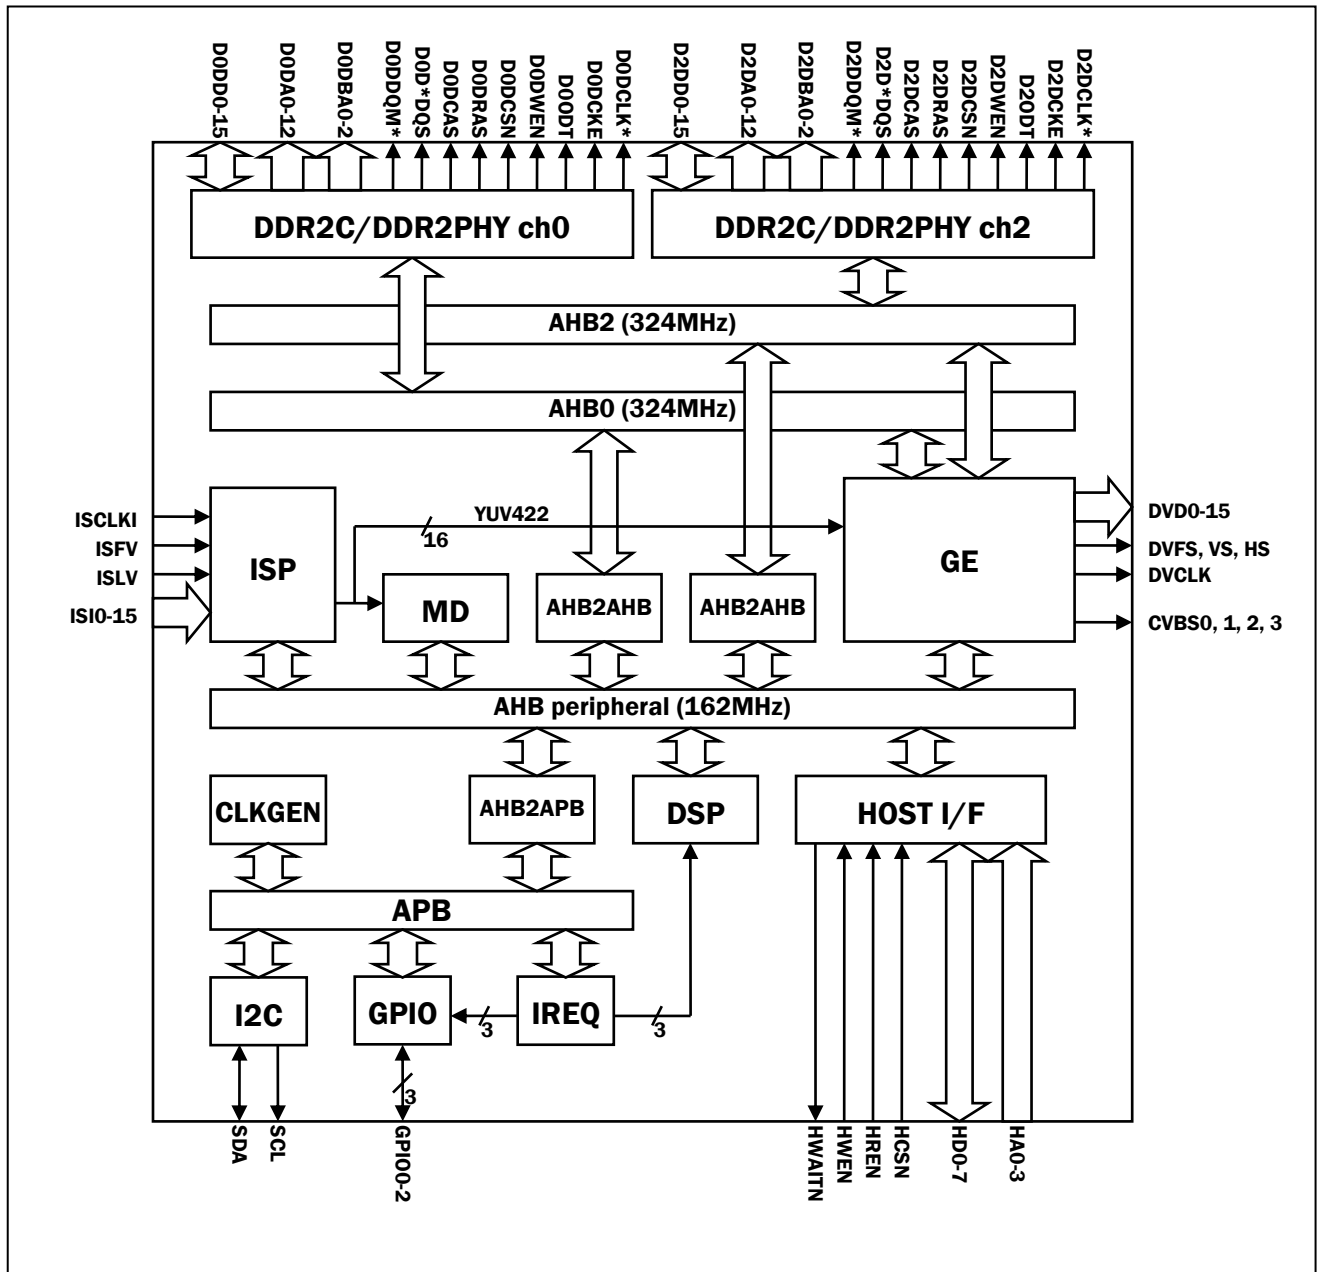 D0DD0-15
D0DA0-12
D0DBA0-2
D0DDQM*
D0D*DQS
D0DCAS
D0DRAS
D0DCSN
D0DWEN
D0ODT
D0DCKE
D0DCLK*
D2DD0-15
D2DA0-12
D2DBA0-2
D2DDQM*
D2D*DQS
D2DCAS
D2DRAS
D2DCSN
D2DWEN
D2ODT
D2DCKE
D2DCLK*
DDR2C/DDR2PHY ch0
DDR2C/DDR2PHY ch2
AHB2 (324MHz)
AHB0 (324MHz)
ISCLKI
ISFV
ISLV
ISI0-15
ISP
YUV422
16
MD
AHB2AHB
AHB2AHB
GE
DVD0-15
DVFS, VS, HS
DVCLK
CVBS0, 1, 2, 3
AHB peripheral (162MHz)
CLKGEN
AHB2APB
DSP
HOST I/F
APB
I2C
GPIO
3
IREQ
3
3
SDA
SCL
GPIO0-2
HWAITN
HWEN
HREN
HCSN
HD0-7
HA0-3